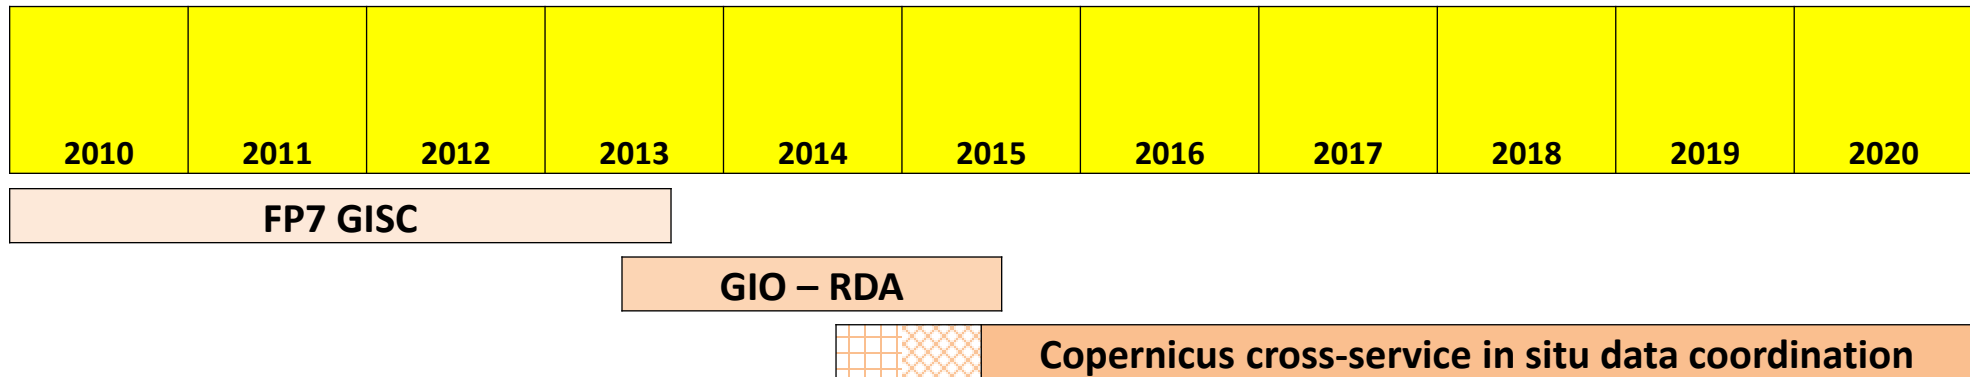 2010 2011 2012 2013 2014 2015 2016 2017 2018 2019 2020
FP7 GISC
GIO – RDA
Copernicus cross-service in situ data coordination